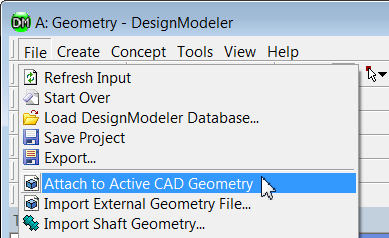 DM A: Geometry - DesignModeler
File Create Concept Tools View Help
Refresh Input
Start Over
Load DesignModeler Database...
Save Project
Export...
Attach to Active CAD Geometry
Import External Geometry File...
Import Shaft Geometry...